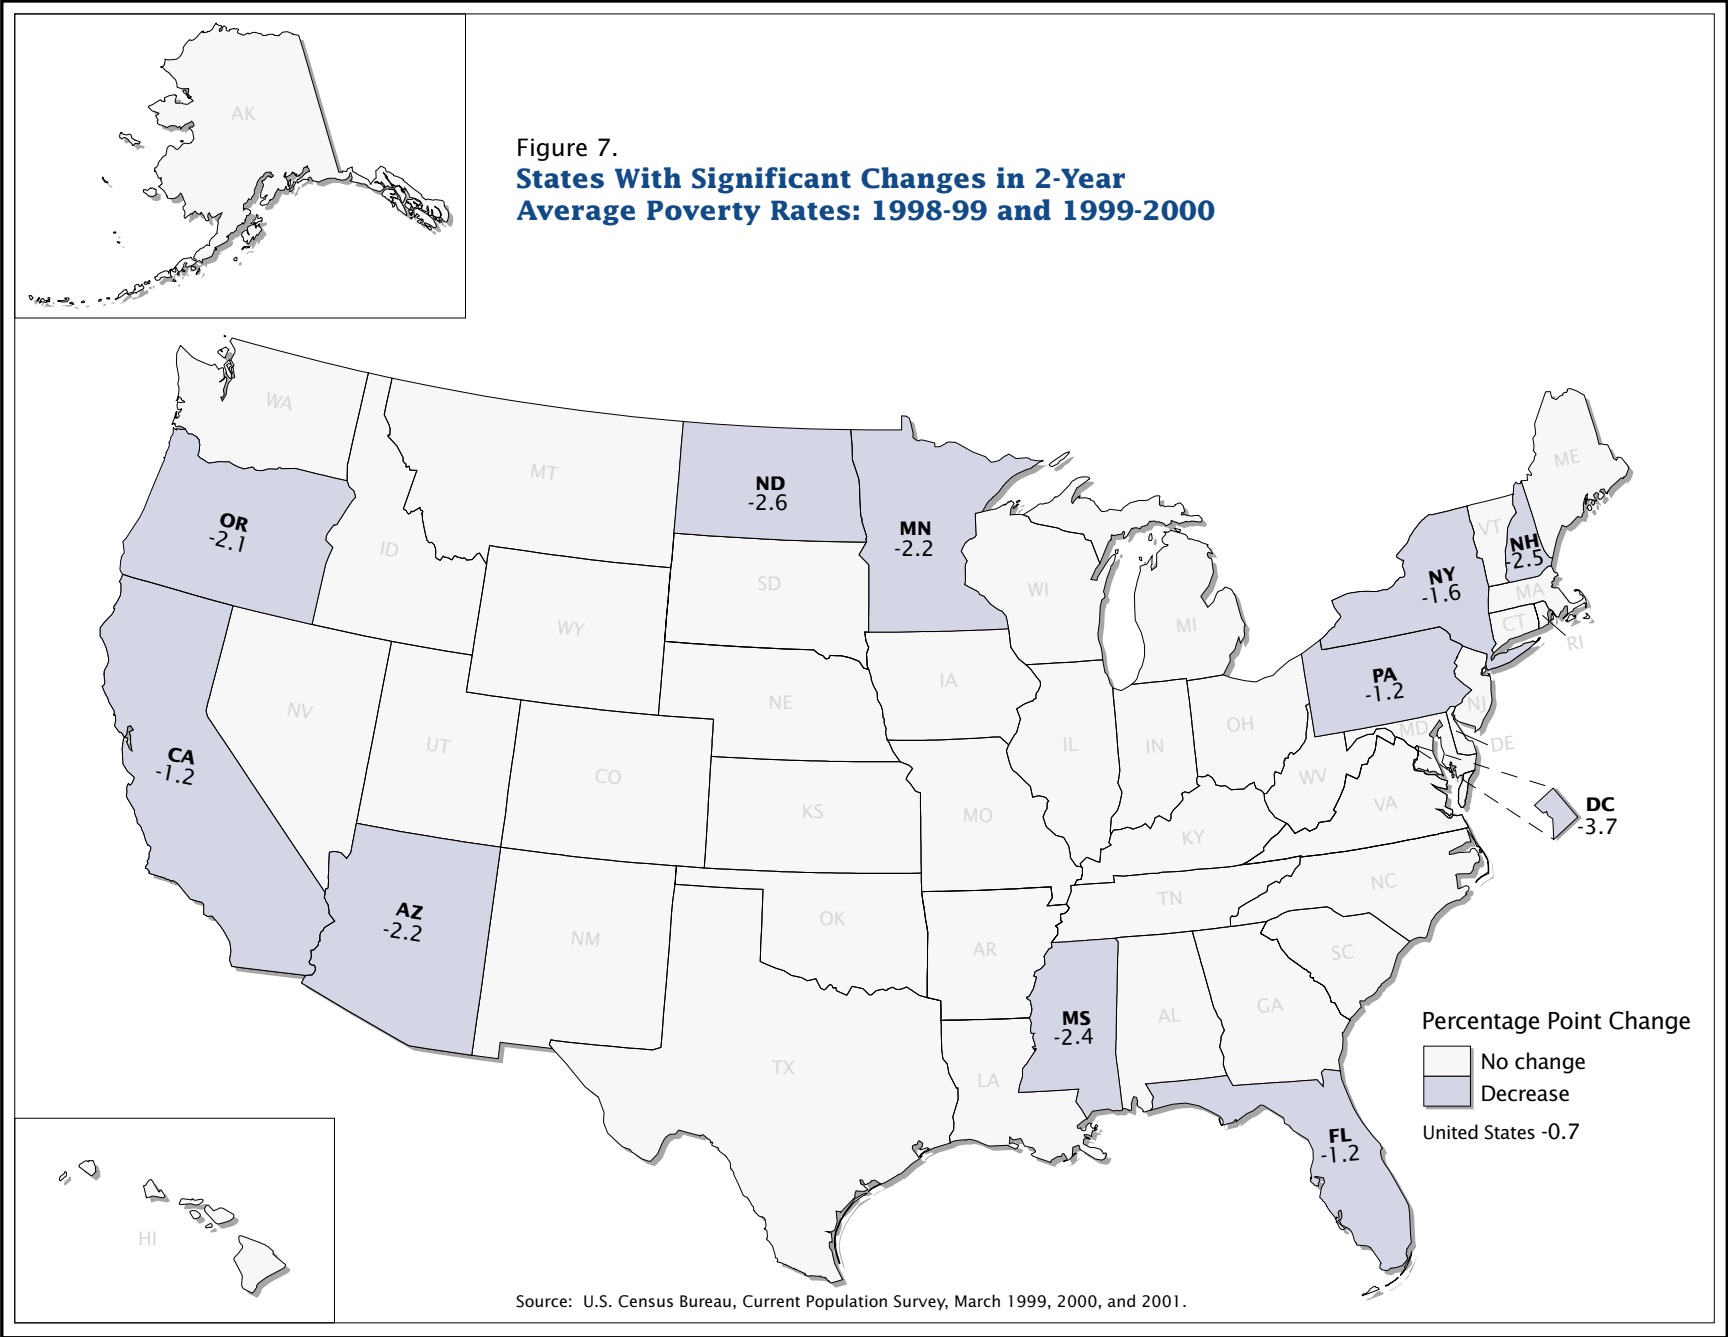 AK
Figure 7.
States With Significant Changes in 2-Year
Average Poverty Rates: 1998-99 and 1999-2000
WA
MT
ND
-2.6
MN
-2.2
OR
-2.1
ID
SD
WY
WI
MI
ME
VT
NH
-2.5
NY
-1.6
MA
CT
RI
PA
-1.2
NJ
MD
DE
DC
-3.7
NV
UT
CO
NE
IA
IL
IN
OH
WV
VA
CA
-1.2
KS
MO
KY
AZ
-2.2
NM
OK
AR
TN
NC
SC
MS
-2.4
AL
GA
TX
LA
FL
-1.2
Percentage Point Change
No change
Decrease
United States -0.7
HI
Source: U.S. Census Bureau, Current Population Survey, March 1999, 2000, and 2001.